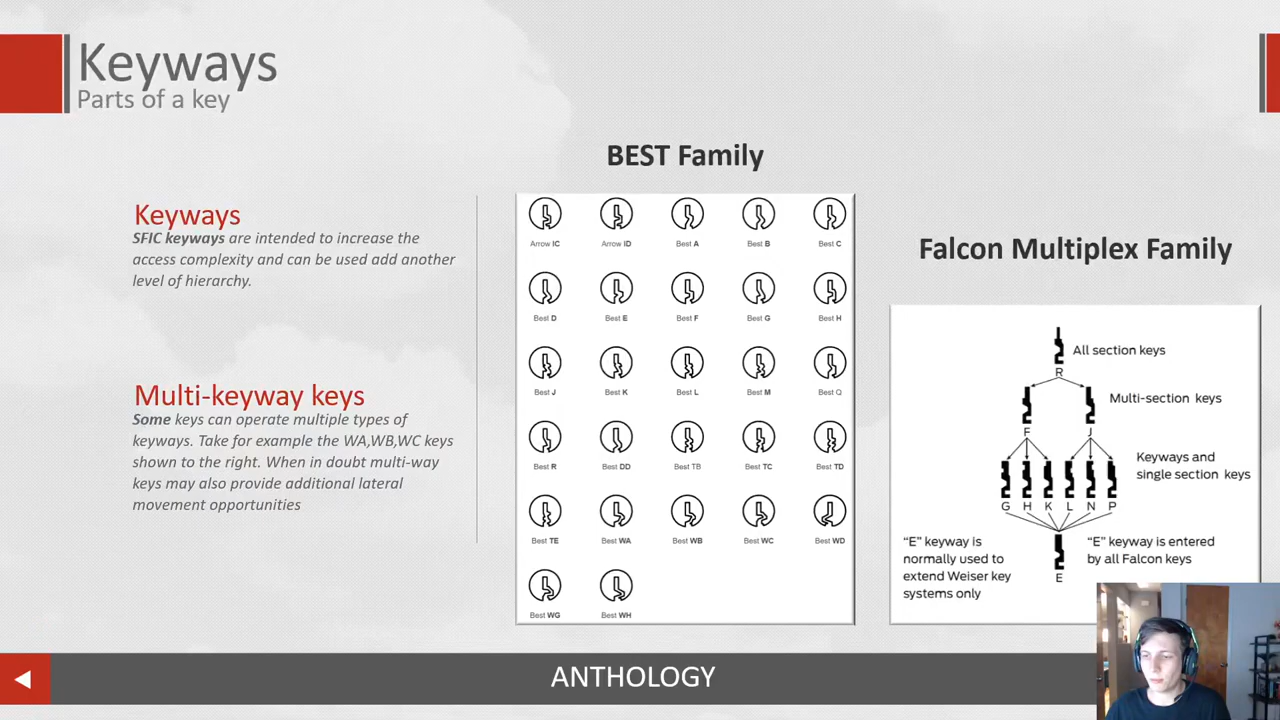 Keyways
Parts of a key
Keyways
SFIC keyways are intended to increase the
access complexity and can be used add another
level of hierarchy.
Multi-keyway keys
Some keys can operate multiple types of
keyways. Take for example the WA,WB,WC keys
shown to the right. When in doubt multi-way
keys may also provide additional lateral
movement opportunities
BEST Family
Arrow IC Arrow ID Best A Best B Best C
Best D Best E Best F Best G Best H
Best J Best K Best L Best M Best Q
Best R Best DD Best TB Best TC Best TD
Best TE Best WA Best WB Best WC Best WD
Best WG Best WH
Falcon Multiplex Family
All section keys
R
Multi-section keys
F J
Keyways and
single section keys
G H K L N P
“E” keyway is
normally used to
extend Weiser key
systems only
“E” keyway is entered
by all Falcon keys
E
ANTHOLOGY